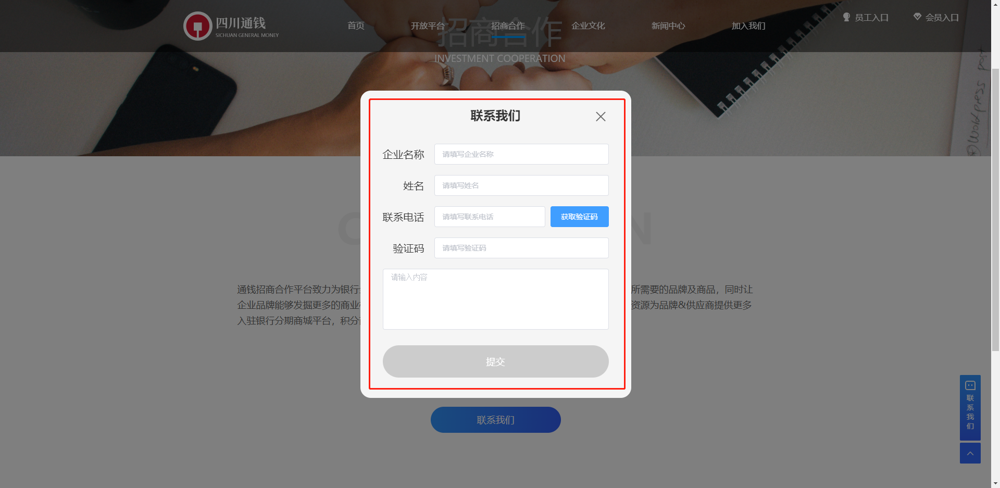 四川通钱
SICHUAN GENERAL MONEY
首页
开放平台
招商合作
企业文化
新闻中心
加入我们
员工入口
会员入口
招商合作
INVESTMENT COOPERATION
@Wordpress post
联系我们
企业名称 请填写企业名称
姓名 请填写姓名
联系电话 请填写联系电话 获取验证码
验证码 请填写验证码
请输入内容
提交
通钱招商合作平台致力为银行 所需要的品牌及商品，同时让
企业品牌能够发掘更多的商业 资源为品牌&供应商提供更多
入驻银行分期商城平台，积分
联系我们
联系我们